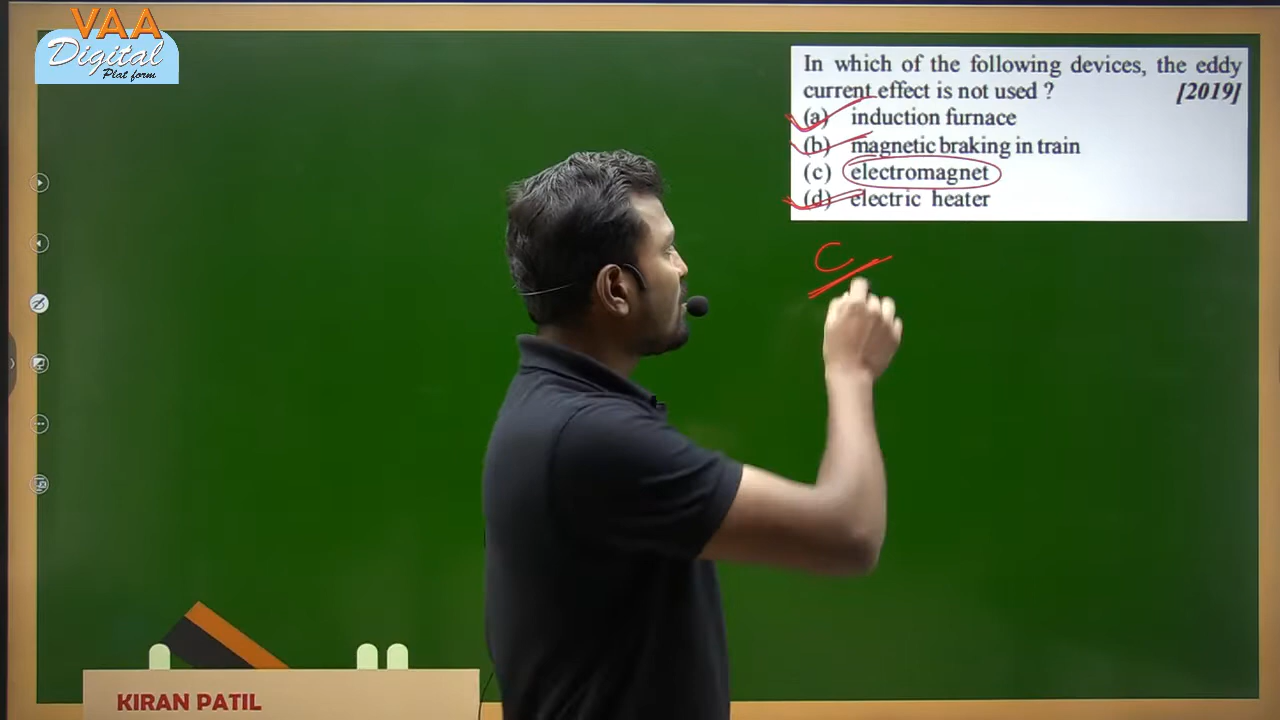 VAA
Digital
Plat form
In which of the following devices, the eddy
current effect is not used ? [2019]
(a) induction furnace
(b) magnetic braking in train
(c) electromagnet
(d) electric heater
C
KIRAN PATIL